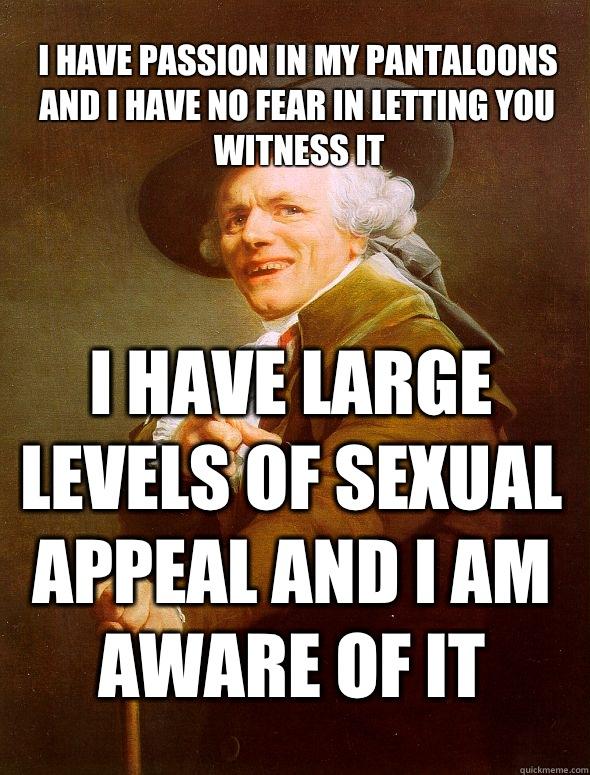 I HAVE PASSION IN MY PANTALOONS
AND I HAVE NO FEAR IN LETTING YOU
WITNESS IT
I HAVE LARGE
LEVELS OF SEXUAL
APPEAL AND I AM
AWARE OF IT
quickmeme.com